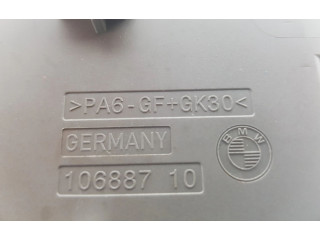 >PA6-GF+GK30<
GERMANY
BMW
106887 10